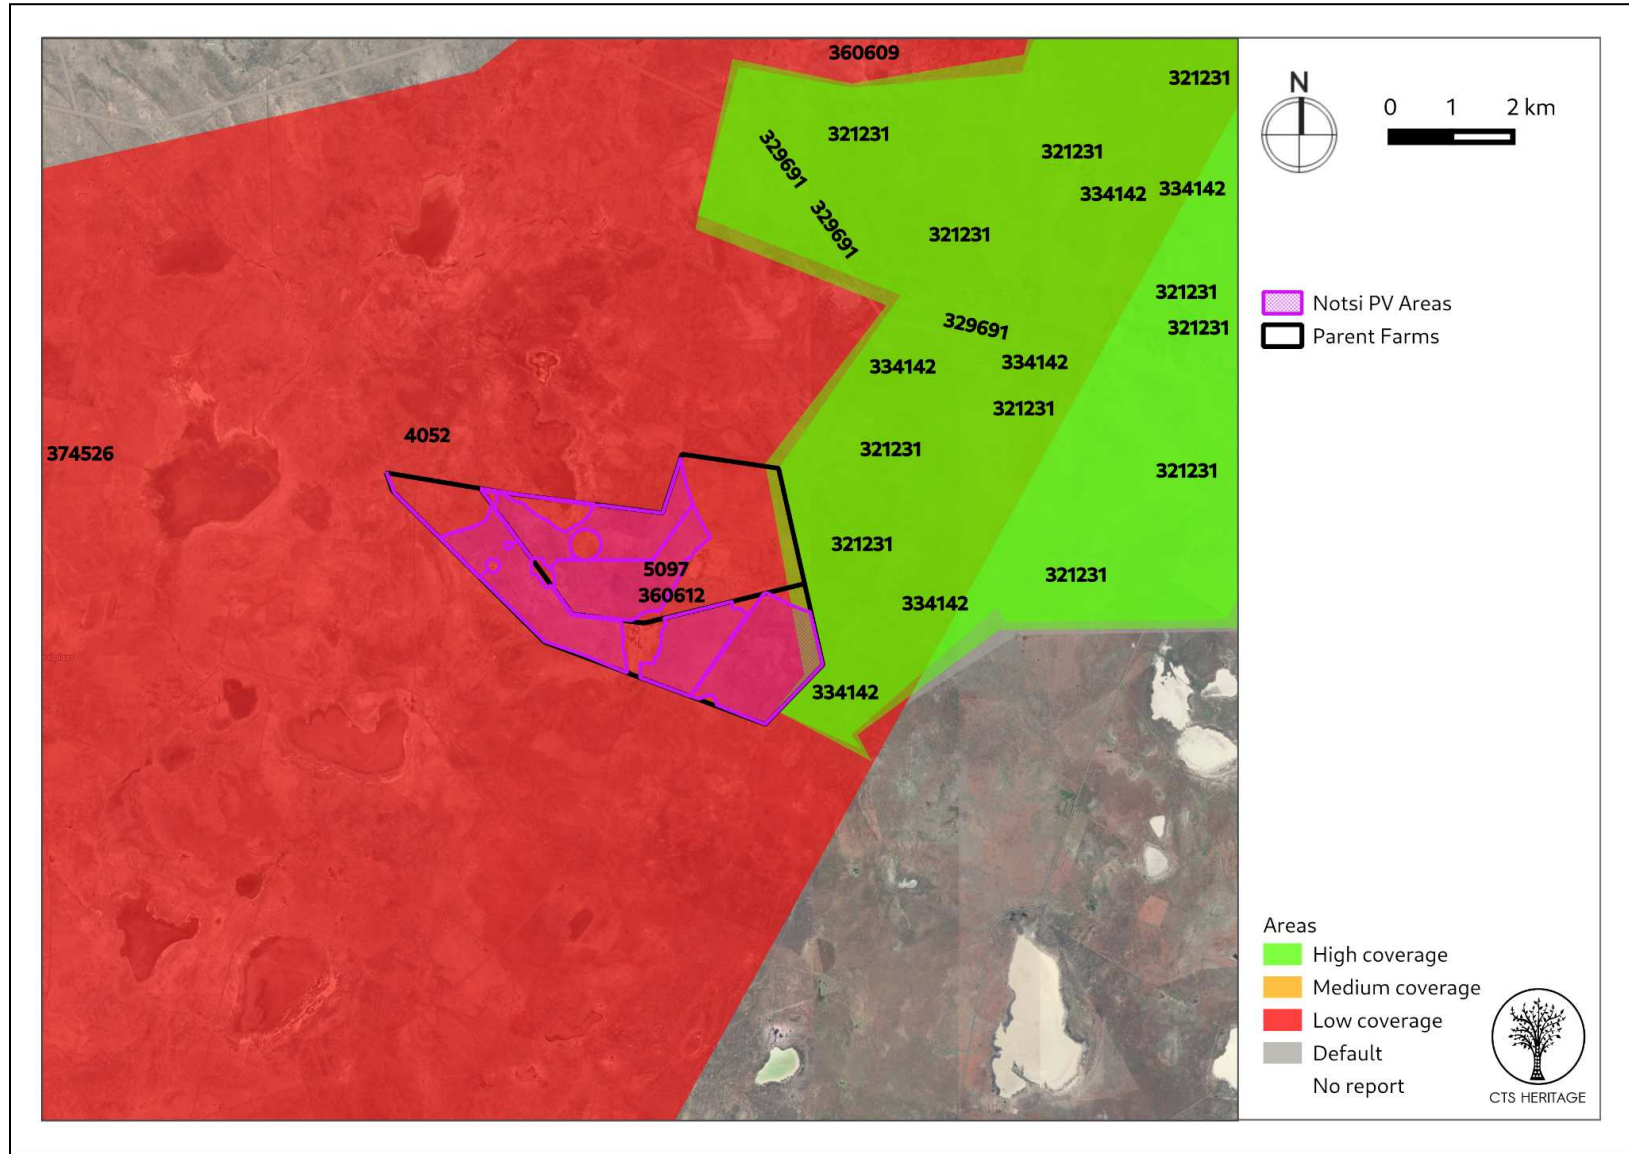 360609
321231
321231
329691
321231
334142
334142
329691
321231
321231
329691
321231
334142
334142
321231
4052
321231
374526
321231
321231
5097
321231
360612
334142
334142
N
0 1 2 km
Notsi PV Areas
Parent Farms
Areas
High coverage
Medium coverage
Low coverage
Default
No report
CTS HERITAGE